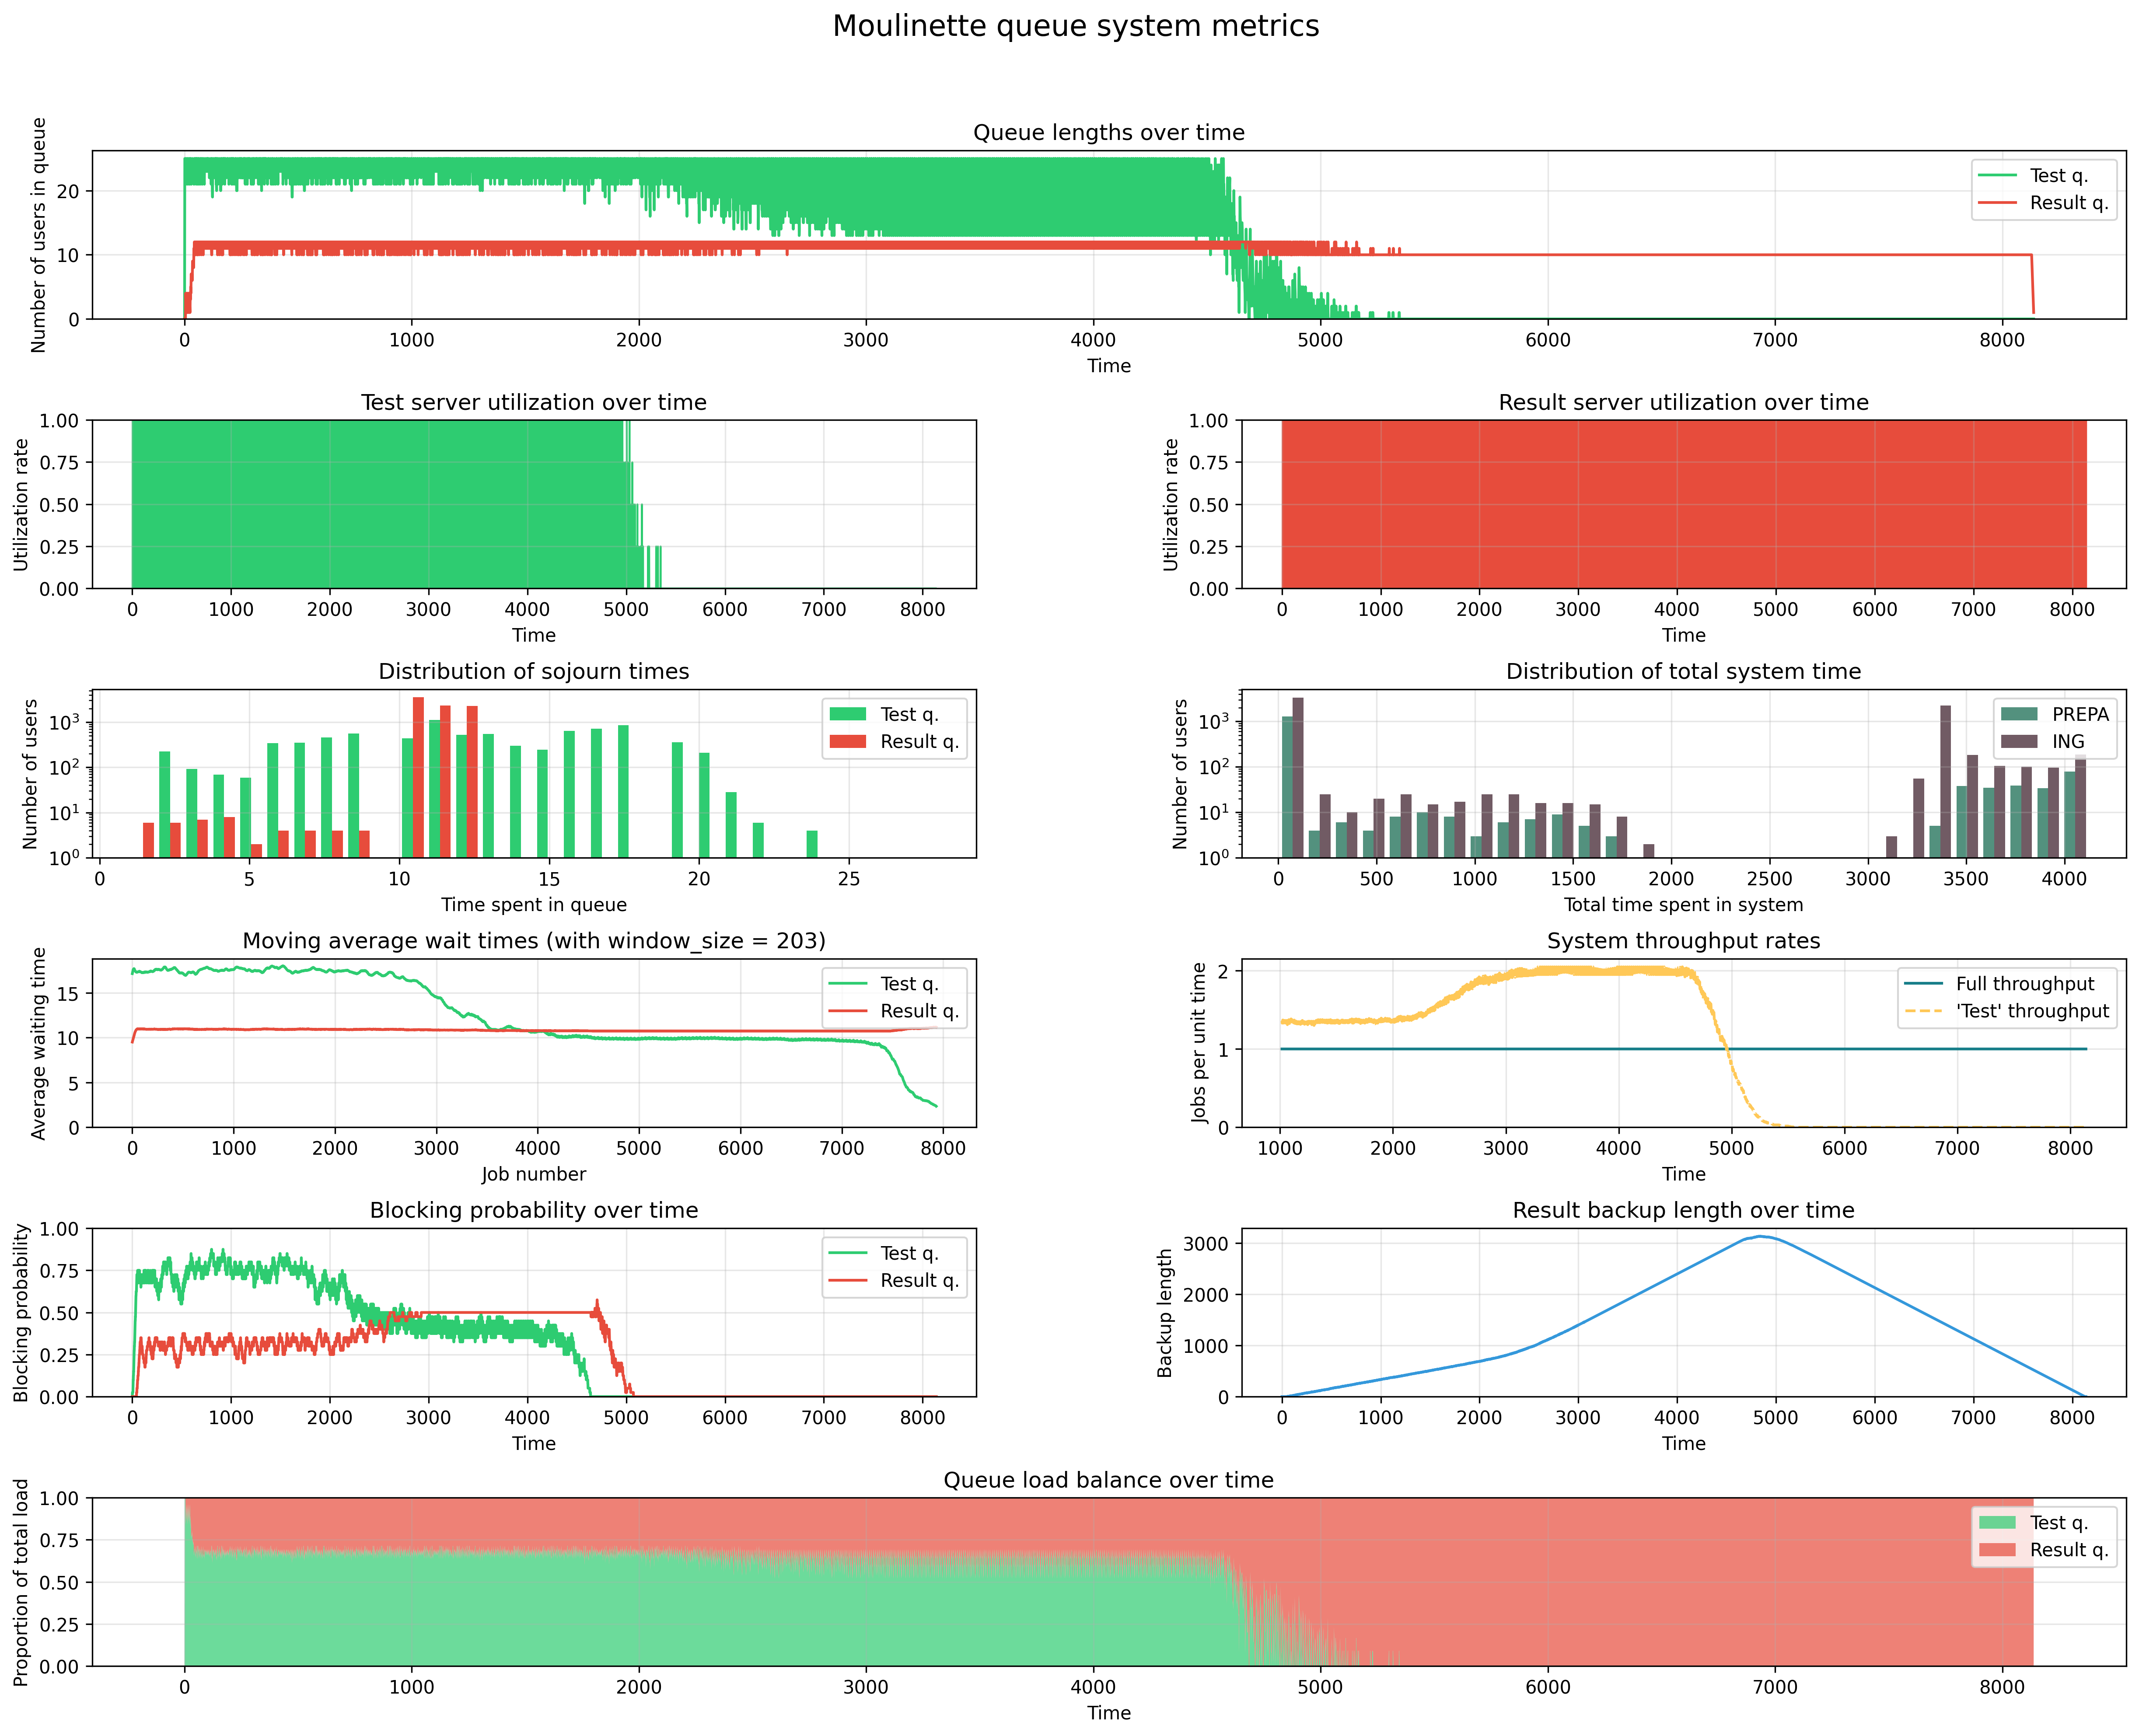 Moulinette queue system metrics
Queue lengths over time
Number of users in queue
20
10
0
Test q.
Result q.
0 1000 2000 3000 4000 5000 6000 7000 8000
Time
Test server utilization over time
Utilization rate
1.00
0.75
0.50
0.25
0.00
0 1000 2000 3000 4000 5000 6000 7000 8000
Time
Result server utilization over time
Utilization rate
1.00
0.75
0.50
0.25
0.00
0 1000 2000 3000 4000 5000 6000 7000 8000
Time
Distribution of sojourn times
Number of users
10³
10²
10¹
10⁰
Test q.
Result q.
0 5 10 15 20 25
Time spent in queue
Distribution of total system time
Number of users
10³
10²
10¹
10⁰
PREPA
ING
0 500 1000 1500 2000 2500 3000 3500 4000
Total time spent in system
Moving average wait times (with window_size = 203)
Average waiting time
15
10
5
0
Test q.
Result q.
0 1000 2000 3000 4000 5000 6000 7000 8000
Job number
System throughput rates
Jobs per unit time
2
1
0
Full throughput
'Test' throughput
1000 2000 3000 4000 5000 6000 7000 8000
Time
Blocking probability over time
Blocking probability
1.00
0.75
0.50
0.25
0.00
Test q.
Result q.
0 1000 2000 3000 4000 5000 6000 7000 8000
Time
Result backup length over time
Backup length
3000
2000
1000
0
0 1000 2000 3000 4000 5000 6000 7000 8000
Time
Queue load balance over time
Proportion of total load
1.00
0.75
0.50
0.25
0.00
Test q.
Result q.
0 1000 2000 3000 4000 5000 6000 7000 8000
Time